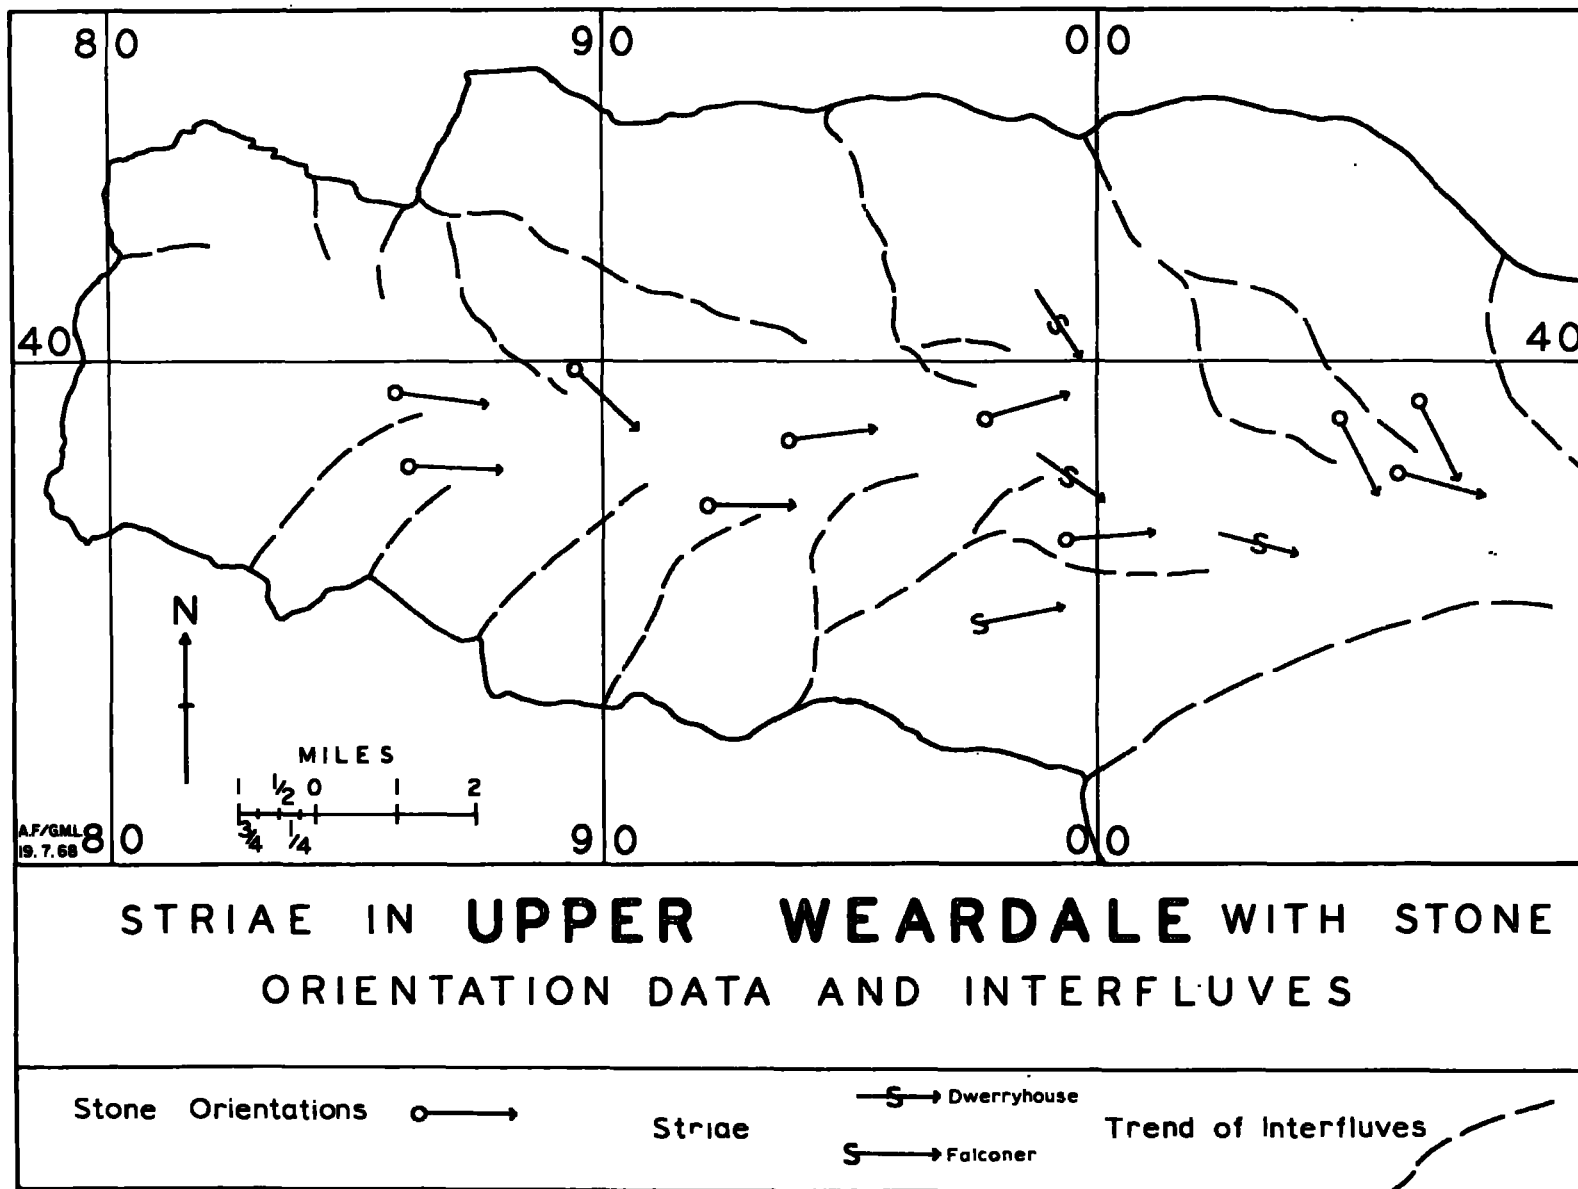 80 90 00
40 40
N
MILES
1 ½ 0 1 2
¾ ¼
A.F/G.M.L.
19.7.68
80 90 00
STRIAE IN UPPER WEARDALE WITH STONE
ORIENTATION DATA AND INTERFLUVES
S Dwerryhouse
Stone Orientations Striae Trend of Interfluves
S Falconer